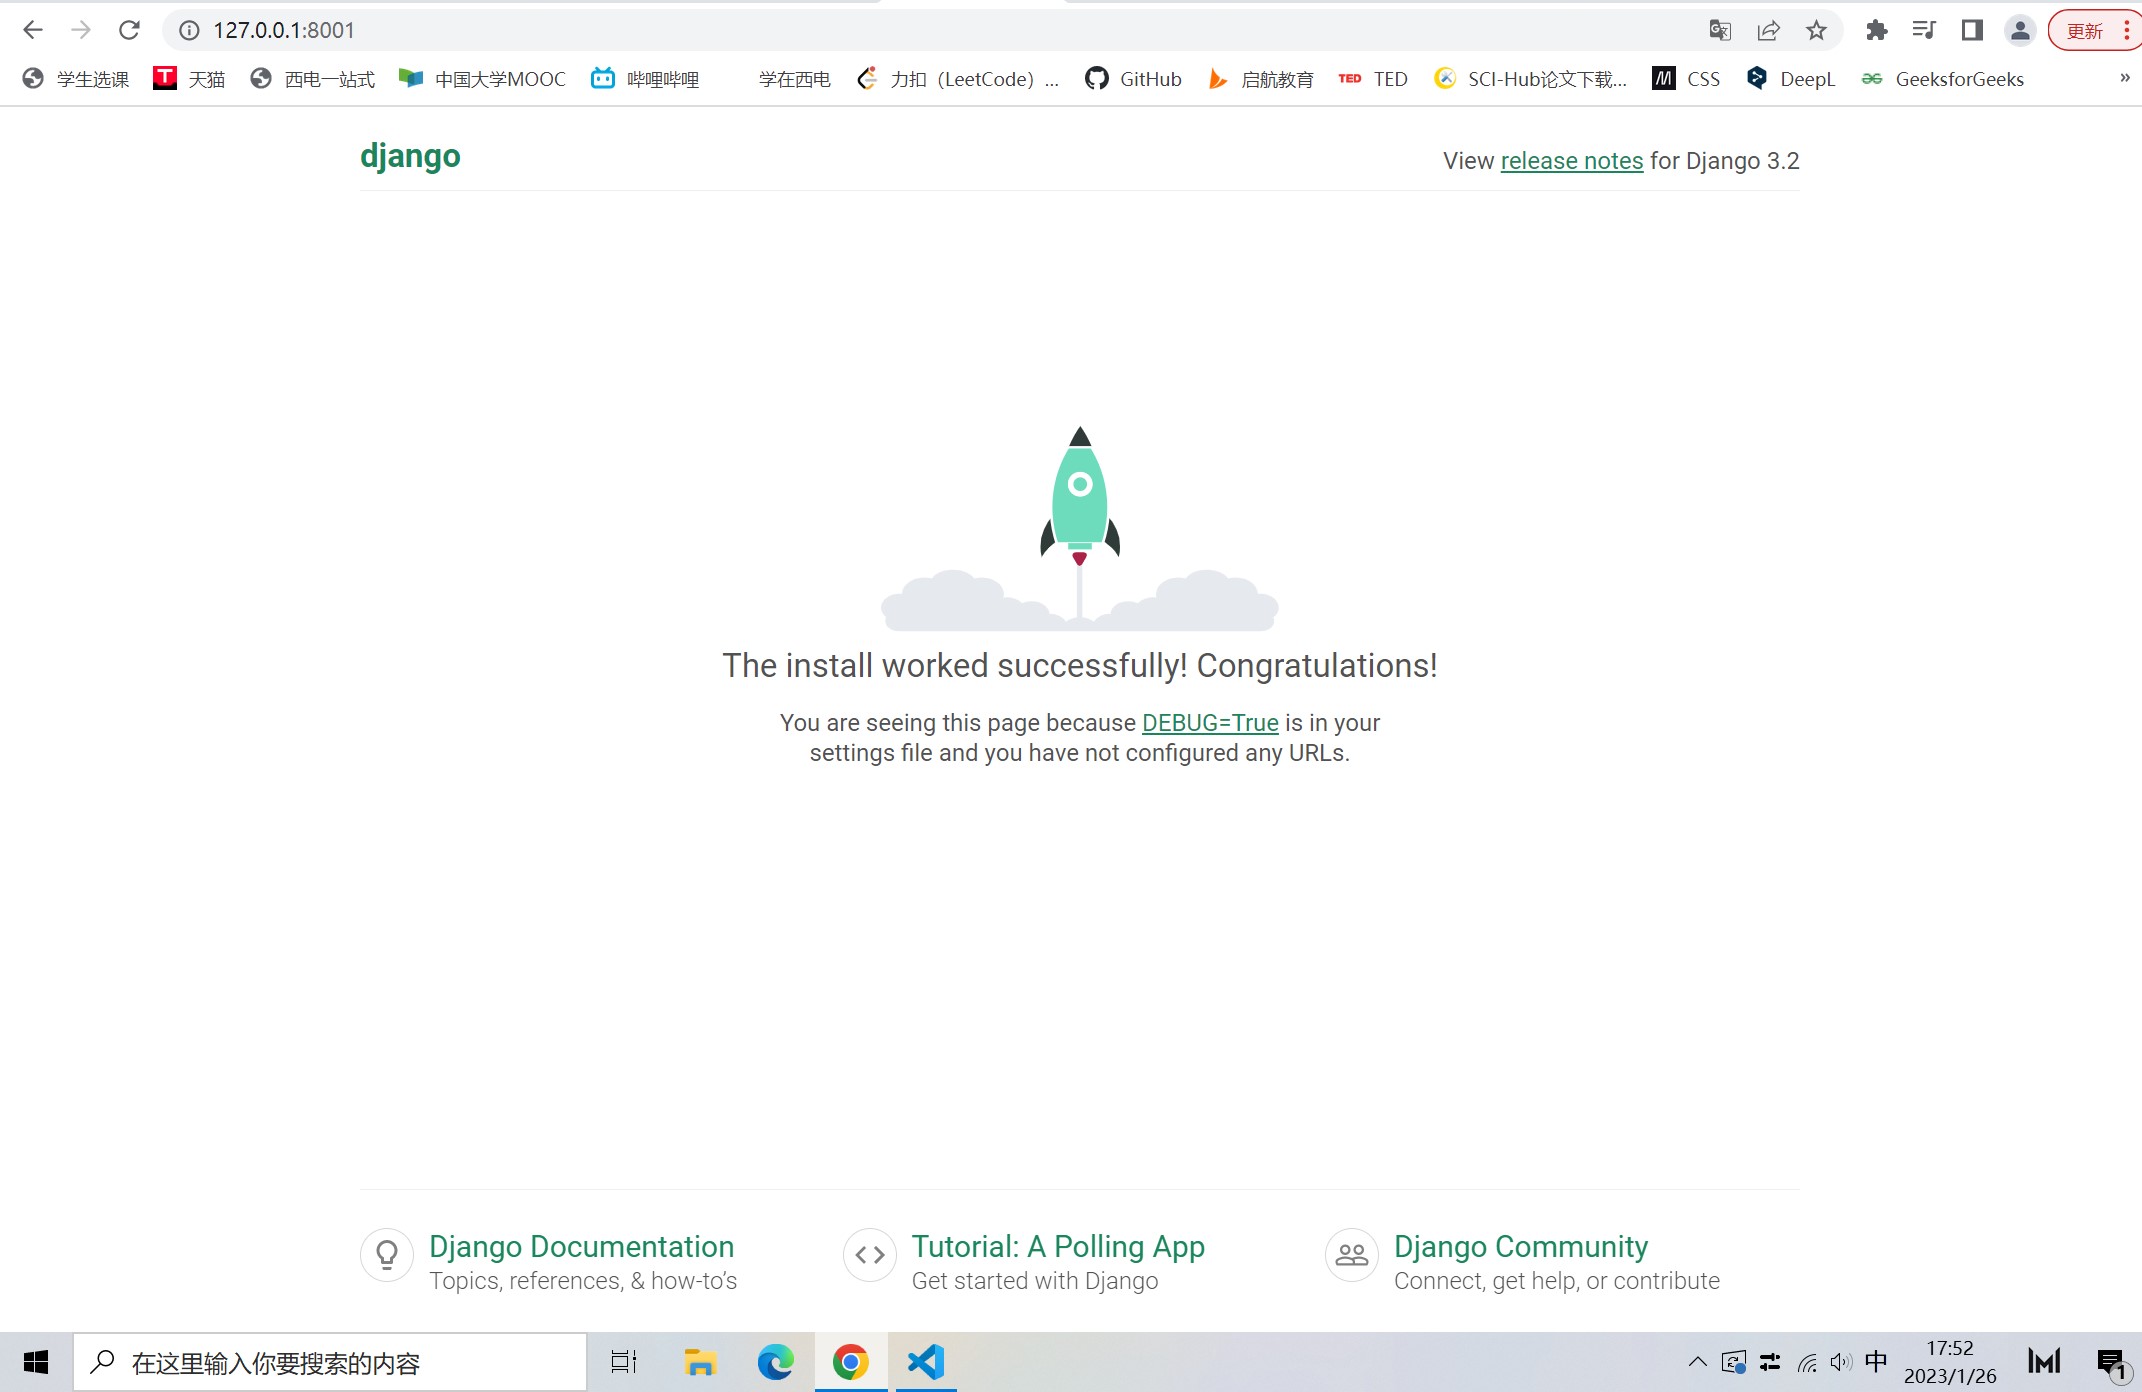 127.0.0.1:8001
更新
学生选课 天猫 西电一站式 中国大学MOOC 哔哩哔哩 学在西电 力扣（LeetCode）... GitHub 启航教育 TED TED SCI-Hub论文下载... CSS DeepL GeeksforGeeks »
django
View release notes for Django 3.2
The install worked successfully! Congratulations!
You are seeing this page because DEBUG=True is in your
settings file and you have not configured any URLs.
Django Documentation
Topics, references, & how-to’s
Tutorial: A Polling App
Get started with Django
Django Community
Connect, get help, or contribute
在这里输入你要搜索的内容
中
17:52
2023/1/26
1